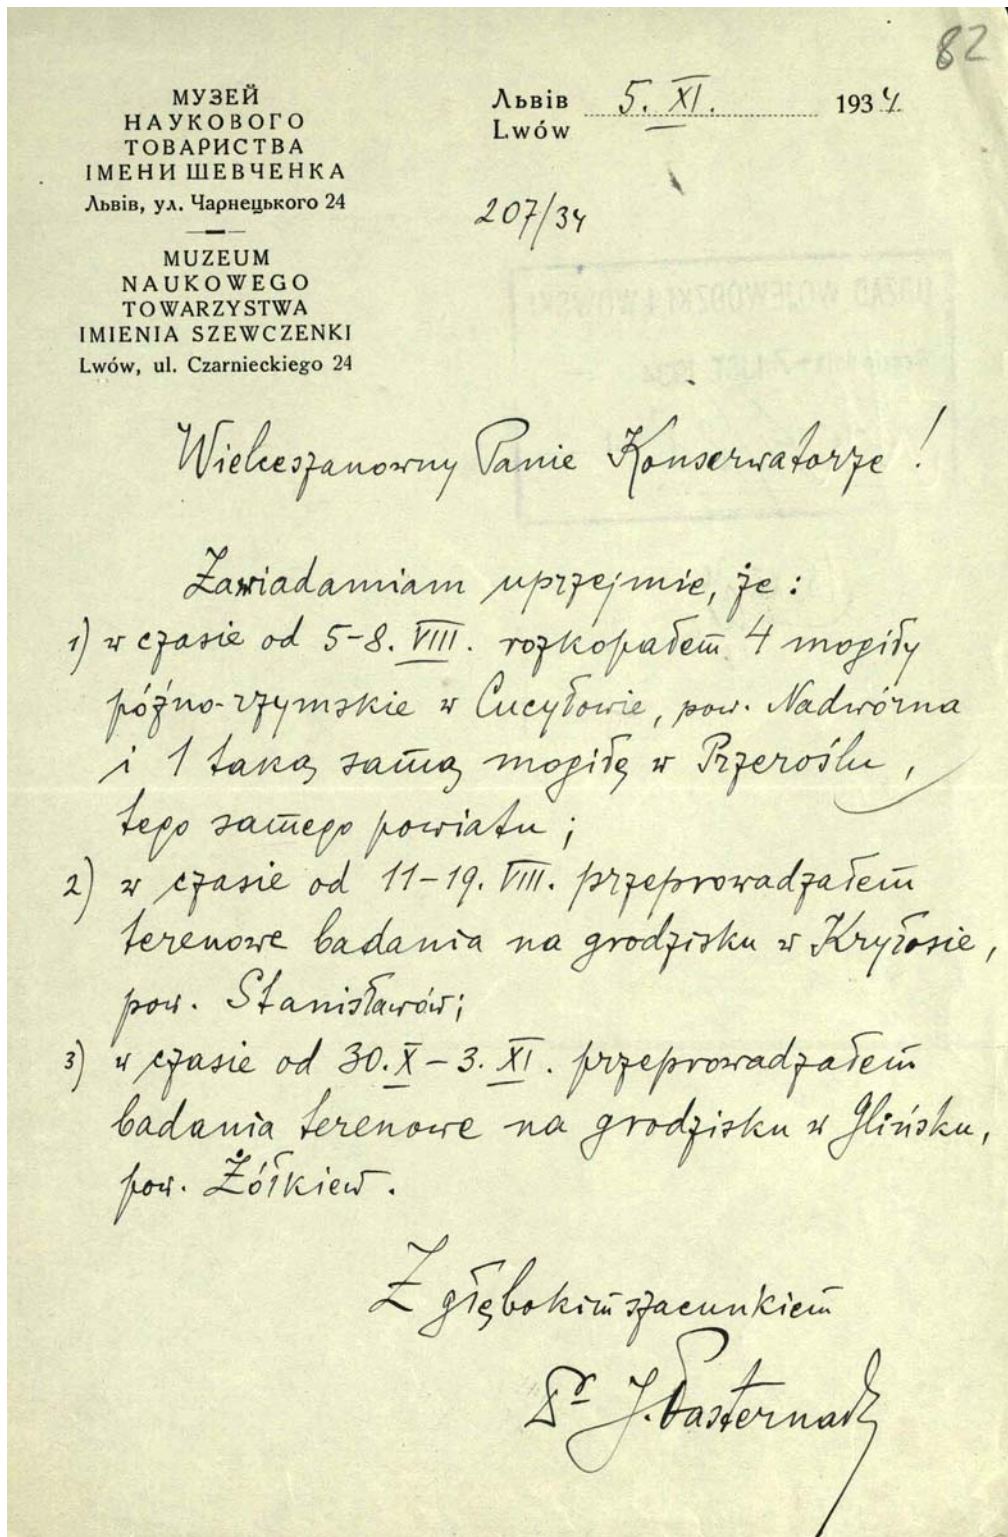 82
МУЗЕЙ
НАУКОВОГО
ТОВАРИСТВА
ІМЕНИ ШЕВЧЕНКА
Львів, ул. Чарнецького 24
MUZEUM
NAUKOWEGO
TOWARZYSTWA
IMIENIA SZEWCZENKI
Lwów, ul. Czarnieckiego 24
Львів 5. XI. 1934.
Lwów
207/34
Wielceszanowny Panie Konserwatorze!
Zawiadamiam uprzejmie, że:
1) w czasie od 5-8. VIII. rozkopałem 4 mogiły
późno-rzymskie w Cucyłowie, pow. Nadwórna
i 1 taką samą mogiłę w Przeroślu,
tego samego powiatu;
2) w czasie od 11-19. VIII. przeprowadzałem
terenowe badania na grodzisku w Kryłosie,
pow. Stanisławów;
3) w czasie od 30. X - 3. XI. przeprowadzałem
badania terenowe na grodzisku w Glińsku,
pow. Żółkiew.
Z głębokim szacunkiem
Dr J. Pasternak